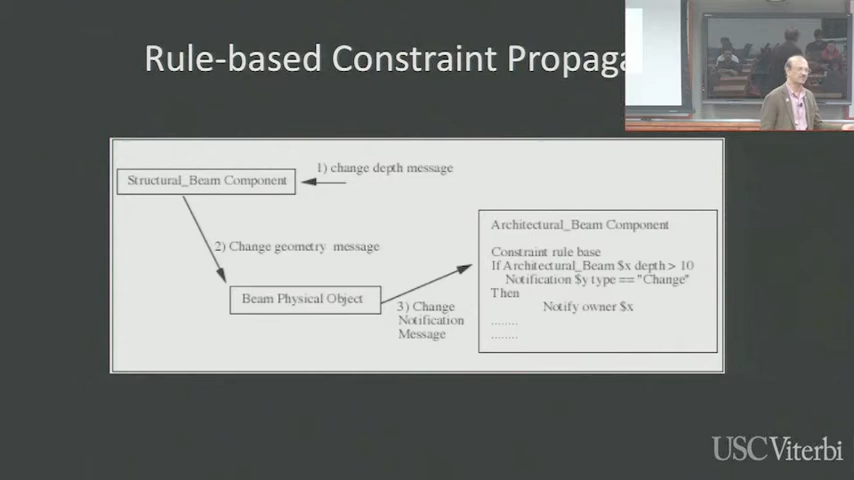 Rule-based Constraint Propaga
1) change depth message
Structural_Beam Component
2) Change geometry message
Beam Physical Object
3) Change
Notification
Message
Architectural_Beam Component
Constraint rule base
If Architectural_Beam $x depth > 10
Notification $y type == "Change"
Then
Notify owner $x
........
........
USC Viterbi